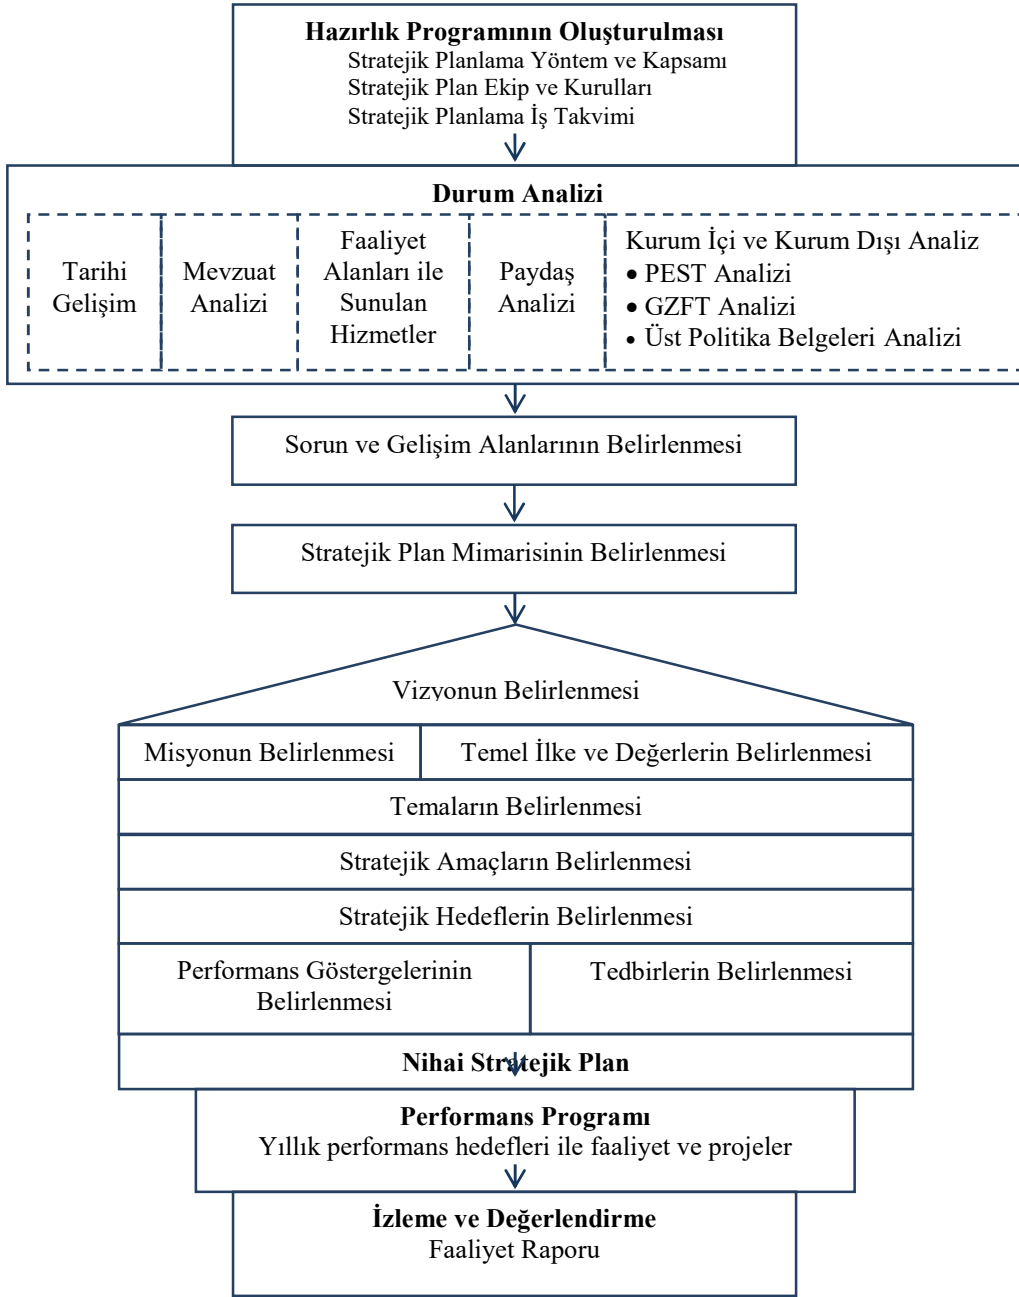 Hazırlık Programının Oluşturulması
Stratejik Planlama Yöntem ve Kapsamı
Stratejik Plan Ekip ve Kurulları
Stratejik Planlama İş Takvimi
Durum Analizi
Tarihi
Gelişim
Mevzuat
Analizi
Faaliyet
Alanları ile
Sunulan
Hizmetler
Paydaş
Analizi
Kurum İçi ve Kurum Dışı Analiz
• PEST Analizi
• GZFT Analizi
• Üst Politika Belgeleri Analizi
Sorun ve Gelişim Alanlarının Belirlenmesi
Stratejik Plan Mimarisinin Belirlenmesi
Vizyonun Belirlenmesi
Misyonun Belirlenmesi
Temel İlke ve Değerlerin Belirlenmesi
Temaların Belirlenmesi
Stratejik Amaçların Belirlenmesi
Stratejik Hedeflerin Belirlenmesi
Performans Göstergelerinin
Belirlenmesi
Tedbirlerin Belirlenmesi
Nihai Stratejik Plan
Performans Programı
Yıllık performans hedefleri ile faaliyet ve projeler
İzleme ve Değerlendirme
Faaliyet Raporu